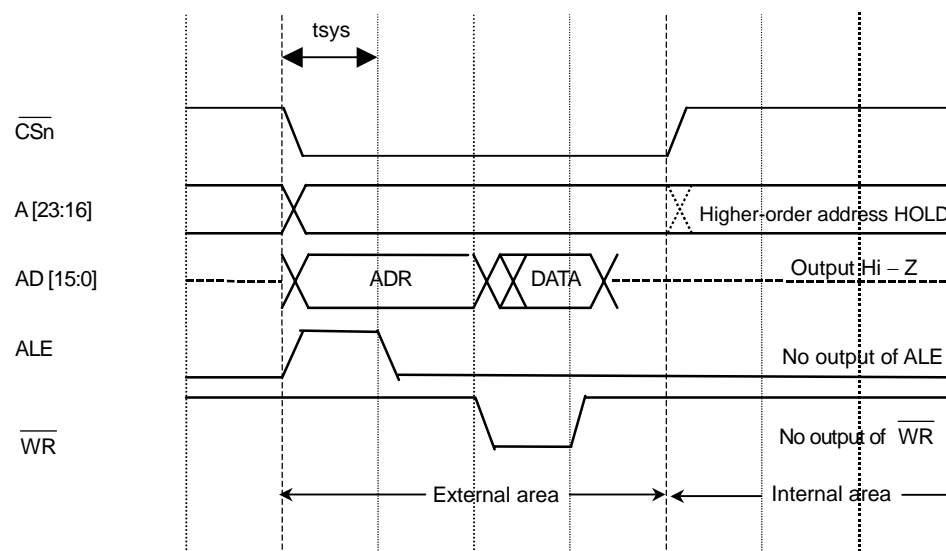 tsys
CSn
A [23:16]
Higher-order address HOLD
AD [15:0]
ADR
DATA
Output Hi – Z
ALE
No output of ALE
WR
No output of WR
External area
Internal area